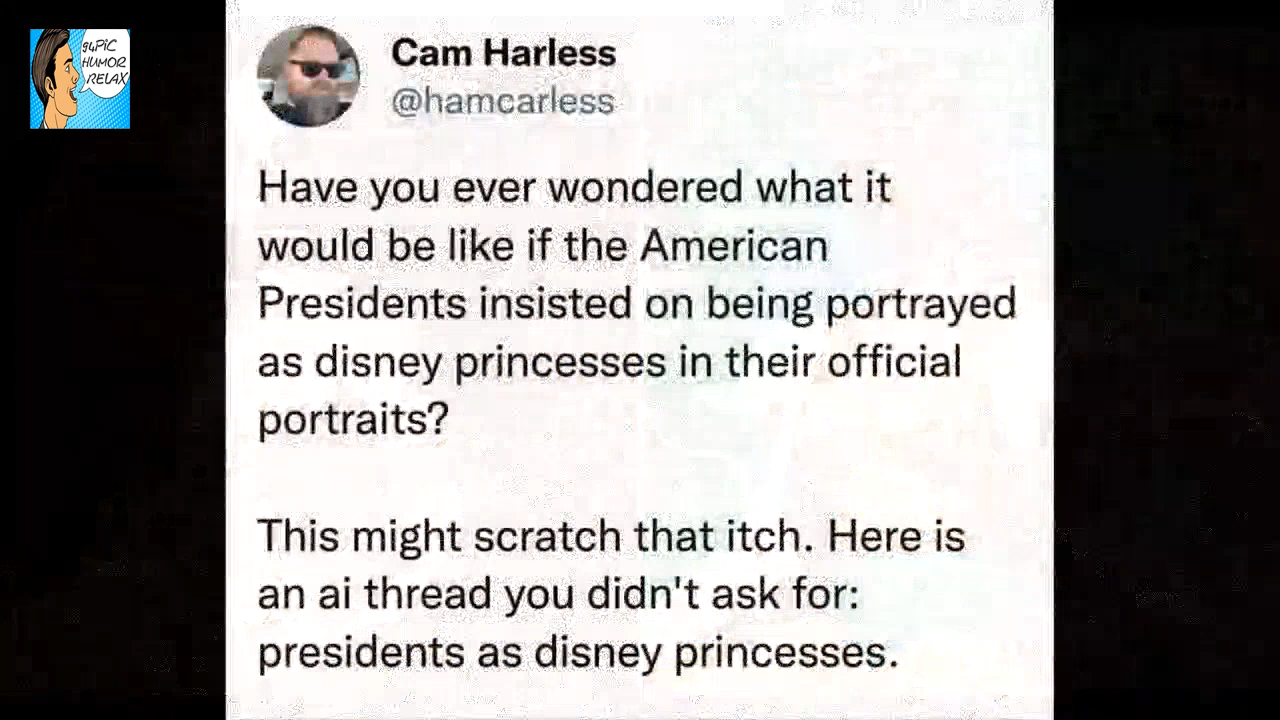 g4PiC
HUMOR
RELAX
Cam Harless
@hamcarless
Have you ever wondered what it
would be like if the American
Presidents insisted on being portrayed
as disney princesses in their official
portraits?
This might scratch that itch. Here is
an ai thread you didn't ask for:
presidents as disney princesses.